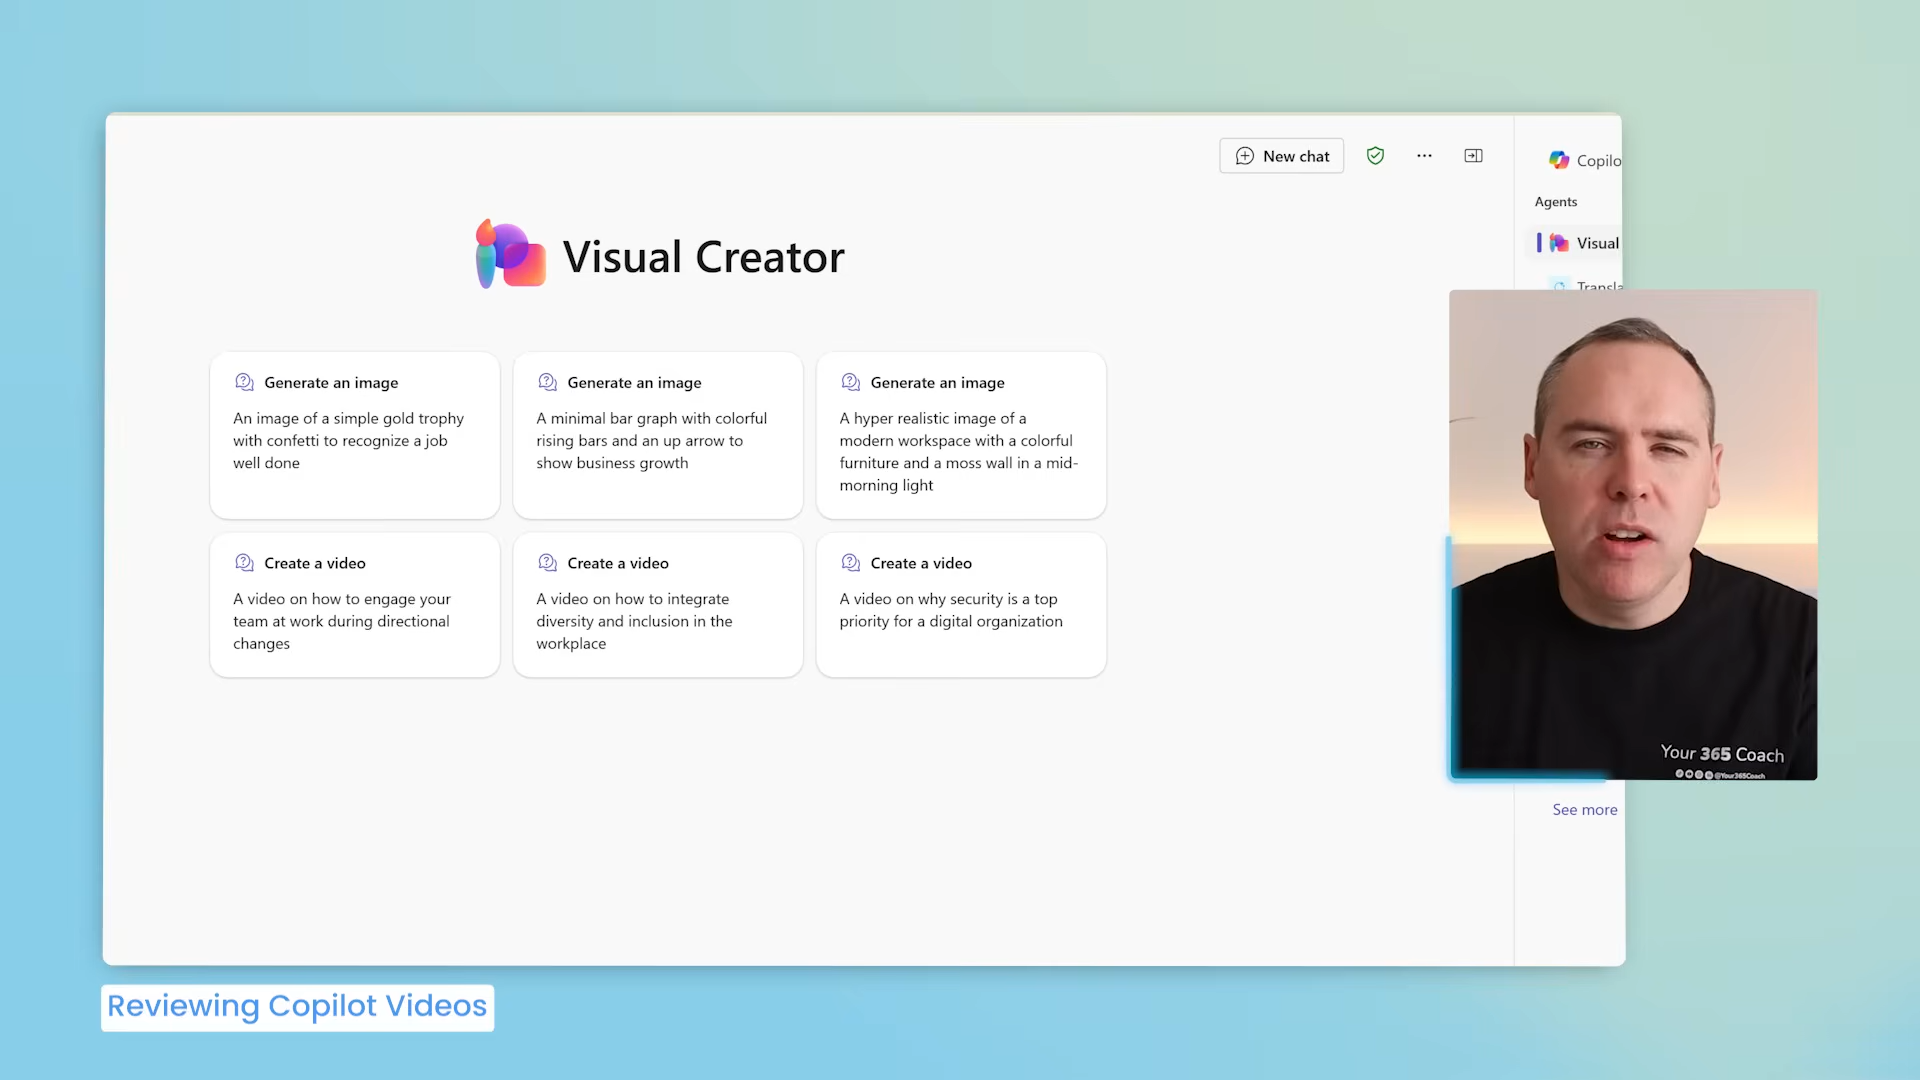 New chat
Copilo
Agents
Visual
Transla
Visual Creator
Generate an image
An image of a simple gold trophy
with confetti to recognize a job
well done
Generate an image
A minimal bar graph with colorful
rising bars and an up arrow to
show business growth
Generate an image
A hyper realistic image of a
modern workspace with a colorful
furniture and a moss wall in a mid-
morning light
Create a video
A video on how to engage your
team at work during directional
changes
Create a video
A video on how to integrate
diversity and inclusion in the
workplace
Create a video
A video on why security is a top
priority for a digital organization
Your 365 Coach
@Your365Coach
See more
Reviewing Copilot Videos